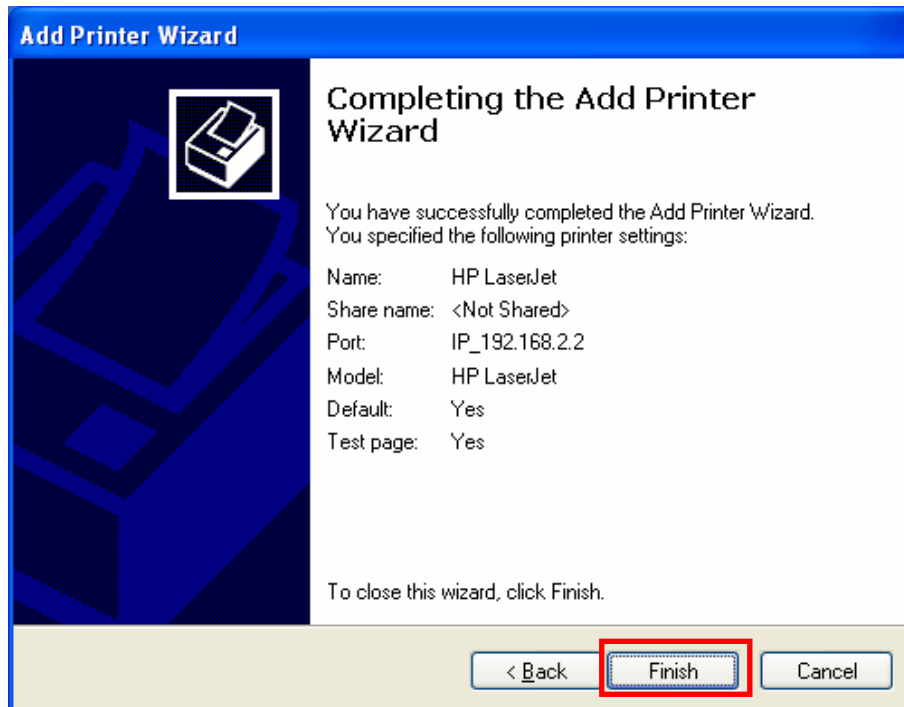 Add Printer Wizard
Completing the Add Printer
Wizard
You have successfully completed the Add Printer Wizard.
You specified the following printer settings:
Name: HP LaserJet
Share name: <Not Shared>
Port: IP_192.168.2.2
Model: HP LaserJet
Default: Yes
Test page: Yes
To close this wizard, click Finish.
< Back Finish Cancel